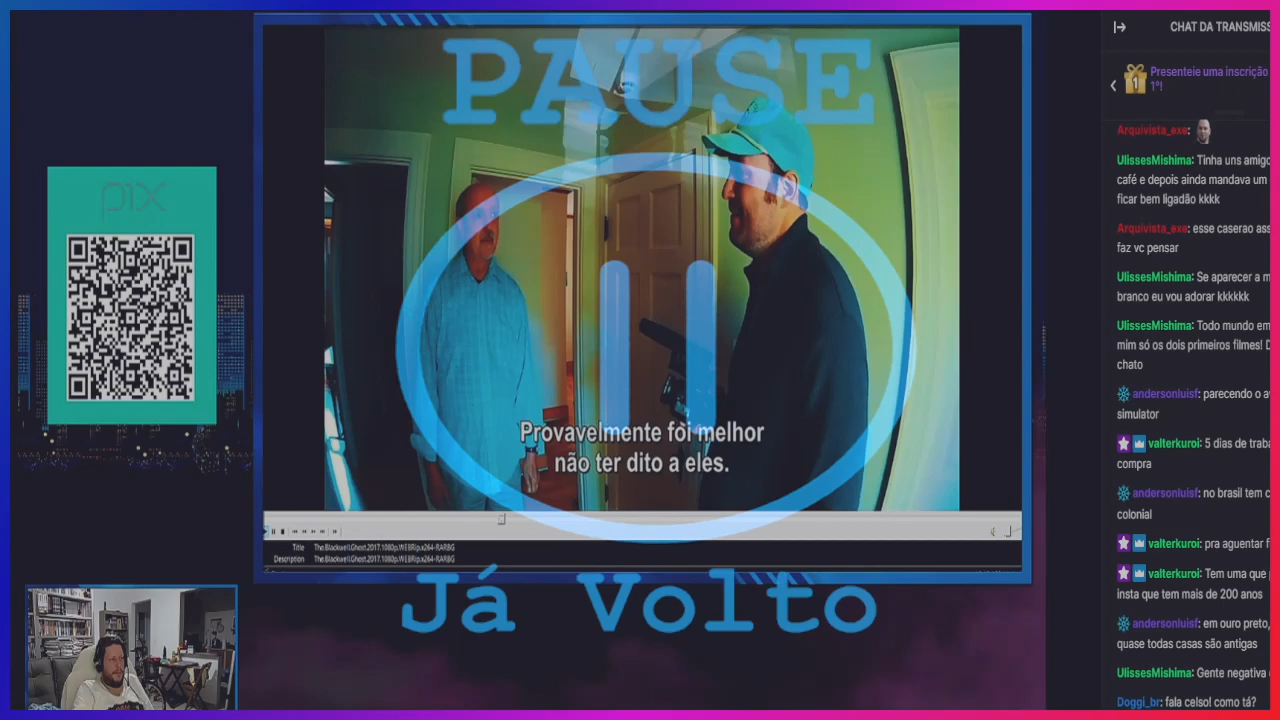 PAUSE
pix
Provavelmente foi melhor
não ter dito a eles.
Title The.Blackwell.Ghost.2017.1080p.WEBRip.x264-RARBG
Description The.Blackwell.Ghost.2017.1080p.WEBRip.x264-RARBG
Já Volto
CHAT DA TRANSMISS
Presenteie uma inscrição
1º!
1
Arquivista_exe:
UlissesMishima: Tinha uns amigo
café e depois ainda mandava um
ficar bem ligadão kkkk
Arquivista_exe: esse caserao ass
faz vc pensar
UlissesMishima: Se aparecer a m
branco eu vou adorar kkkkkk
UlissesMishima: Todo mundo em
mim só os dois primeiros filmes! D
chato
andersonluisf: parecendo o a
simulator
valterkuroi: 5 dias de traba
compra
andersonluisf: no brasil tem c
colonial
valterkuroi: pra aguentar f
valterkuroi: Tem uma que p
insta que tem mais de 200 anos
andersonluisf: em ouro preto,
quase todas casas são antigas
UlissesMishima: Gente negativa
Doggi_br: fala celsol como tá?